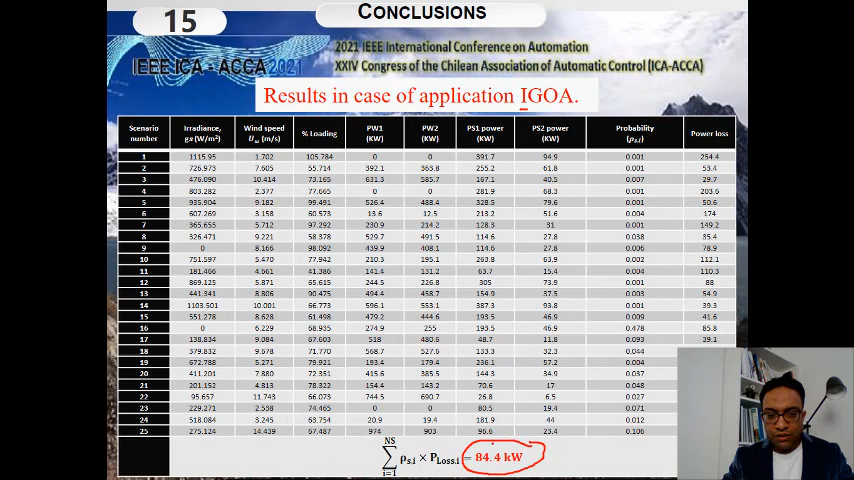 15
CONCLUSIONS
2021 IEEE International Conference on Automation
IEEE ICA - ACCA 2021
XXIV Congress of the Chilean Association of Automatic Control (ICA-ACCA)
Results in case of application IGOA.
Scenario number Irradiance, gs (W/m²) Wind speed Uw (m/s) % Loading PW1 (KW) PW2 (KW) PS1 power (KW) PS2 power (KW) Probability (ρs,i) Power loss
1 1115.95 1.702 105.784 0 0 391.7 94.9 0.001 254.4
2 726.973 7.605 55.714 392.1 363.8 255.2 61.8 0.001 53.4
3 476.090 10.414 73.165 631.3 585.7 167.1 40.5 0.007 29.7
4 803.282 2.377 77.665 0 0 281.9 68.3 0.001 203.6
5 935.904 9.182 99.491 526.4 488.4 328.5 79.6 0.001 50.6
6 607.269 3.158 60.573 13.6 12.5 213.2 51.6 0.004 174
7 365.655 5.712 97.292 230.9 214.2 128.3 31 0.001 149.2
8 326.471 9.221 58.378 529.7 491.5 114.6 27.8 0.038 35.4
9 0 8.166 98.092 439.9 408.1 114.6 27.8 0.006 78.9
10 751.597 5.470 77.942 210.3 195.1 263.8 63.9 0.002 112.1
11 181.466 4.661 41.386 141.4 131.2 63.7 15.4 0.004 110.3
12 869.125 5.871 65.615 244.5 226.8 305 73.9 0.001 88
13 441.341 8.806 90.475 494.4 458.7 154.9 37.5 0.003 54.9
14 1103.501 10.001 66.773 596.1 553.1 387.3 93.8 0.001 39.3
15 551.278 8.628 61.498 479.2 444.6 193.5 46.9 0.009 41.6
16 0 6.229 68.935 274.9 255 193.5 46.9 0.478 85.8
17 138.834 9.084 67.603 518 480.6 48.7 11.8 0.093 39.1
18 379.832 9.678 71.770 568.7 527.6 133.3 32.3 0.044
19 672.788 5.271 79.921 193.4 179.4 236.1 57.2 0.004
20 411.201 7.880 72.351 415.6 385.5 144.3 34.9 0.037
21 201.152 4.813 78.322 154.4 143.2 70.6 17 0.048
22 95.657 11.743 66.073 744.5 690.7 26.8 6.5 0.027
23 229.271 2.538 74.465 0 0 80.5 19.4 0.071
24 518.084 3.245 63.754 20.9 19.4 181.9 44 0.012
25 275.124 14.439 67.487 974 903 96.6 23.4 0.106
NS
∑ ρs,i × PLoss,i = 84.4 kW
i=1